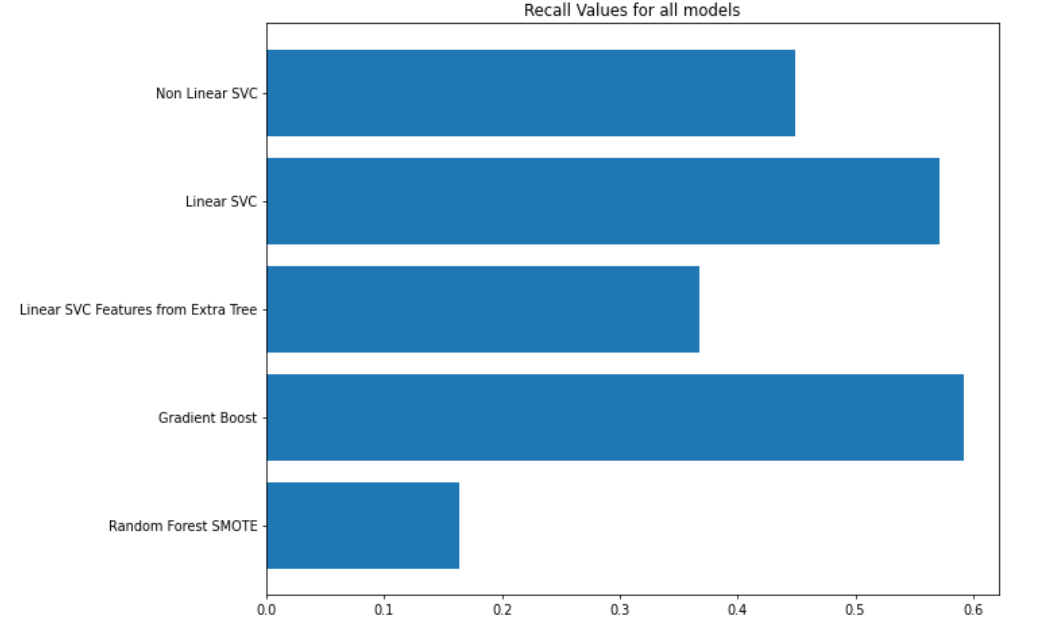 Recall Values for all models
Non Linear SVC
Linear SVC
Linear SVC Features from Extra Tree
Gradient Boost
Random Forest SMOTE
0.0 0.1 0.2 0.3 0.4 0.5 0.6